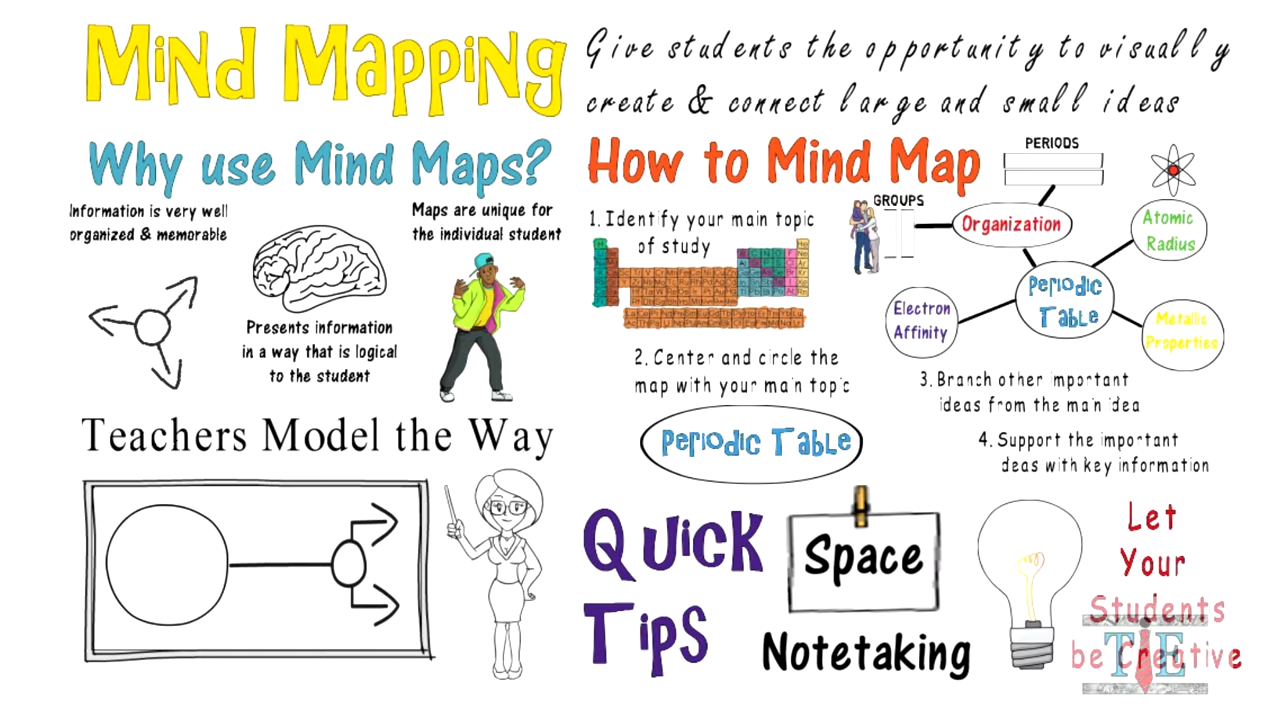 Mind Mapping
Give students the opportunity to visually
create & connect large and small ideas
Why use Mind Maps?
Information is very well
organized & memorable
Maps are unique for
the individual student
Presents information
in a way that is logical
to the student
Teachers Model the Way
How to Mind Map
1. Identify your main topic
of study
2. Center and circle the
map with your main topic
Periodic Table
PERIODS
GROUPS
Organization
Atomic
Radius
Periodic
Table
Electron
Affinity
Metallic
Properties
3. Branch other important
ideas from the main idea
4. Support the important
deas with key information
Quick
Tips
Space
Notetaking
Let
Your
Students
be Creative
TIE